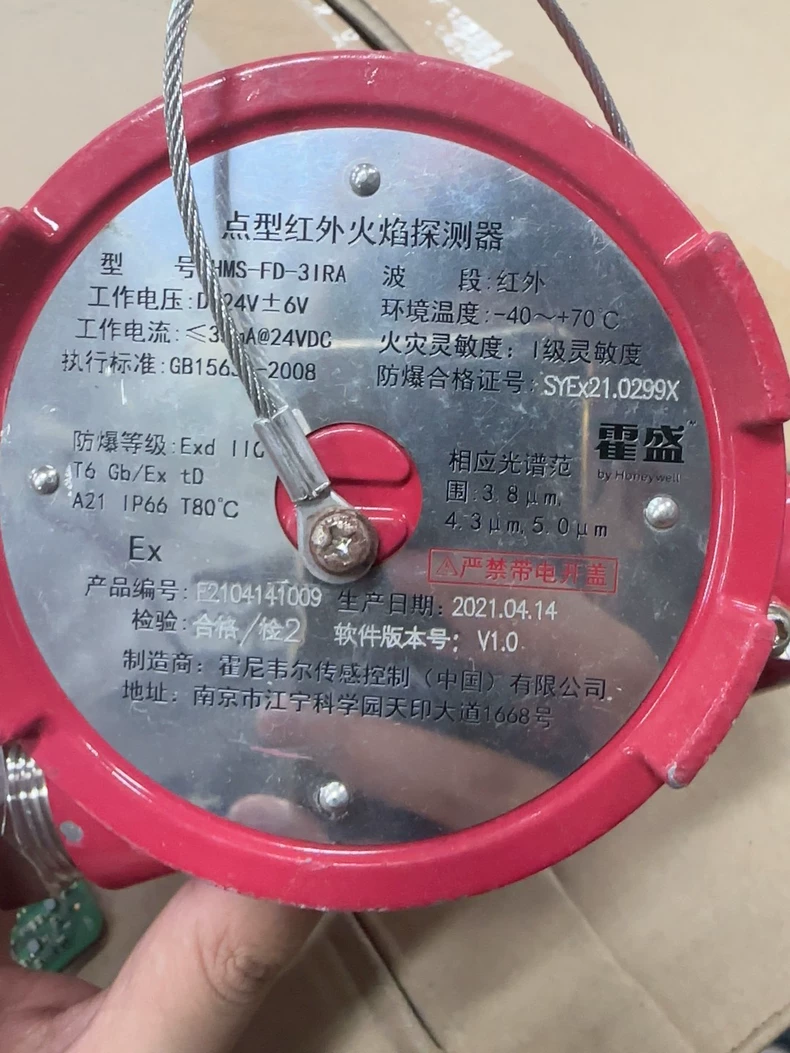 点型红外火焰探测器
型 号 HMS-FD-3IRA
工作电压: 24V±6V
工作电流:≤ @24VDC
执行标准: -2008
波 段:红外
环境温度:-40～+70℃
火灾灵敏度：I级灵敏度
防爆合格证号：SYEx21.0299X
防爆等级:Exd
T6 Gb/Ex tD
A21 IP66 T80℃
Ex
霍盛
by Honeywell
相应光谱范
围:3.8μm,
4.3μm,5.0μm
严禁带电开盖
产品编号: 生产日期: 2021.04.14
检验:合格/检2 软件版本号: V1.0
制造商：霍尼韦尔传感控制（中国）有限公司
地址：南京市江宁科学园天印大道1668号